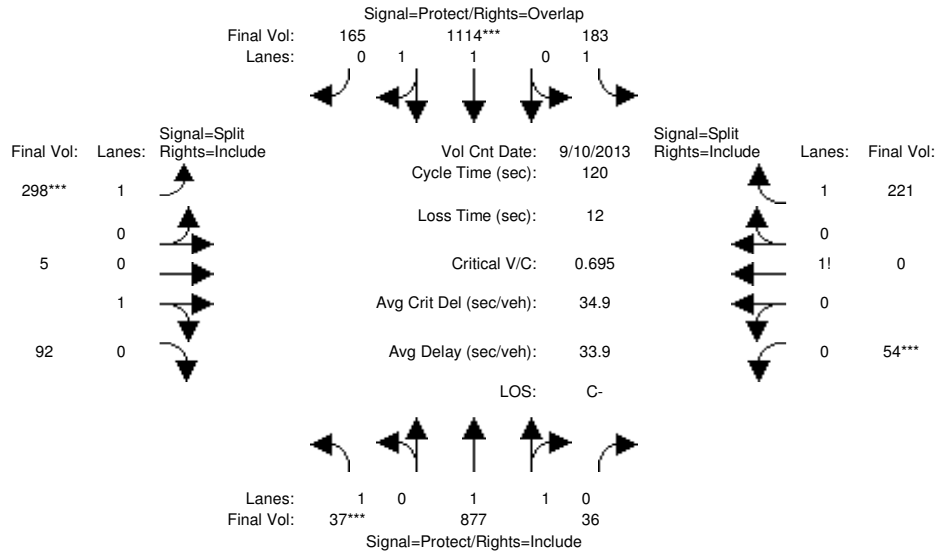 Signal=Protect/Rights=Overlap
Final Vol: 165 1114*** 183
Lanes: 0 1 1 0 1
Signal=Split
Final Vol: Lanes: Rights=Include
Vol Cnt Date: 9/10/2013
Signal=Split
Rights=Include Lanes: Final Vol:
Cycle Time (sec): 120
298*** 1
1 221
Loss Time (sec): 12
0
0
5 0
Critical V/C: 0.695
1! 0
1
Avg Crit Del (sec/veh): 34.9
0
92 0
Avg Delay (sec/veh): 33.9
0 54***
LOS: C-
Lanes: 1 0 1 1 0
Final Vol: 37*** 877 36
Signal=Protect/Rights=Include